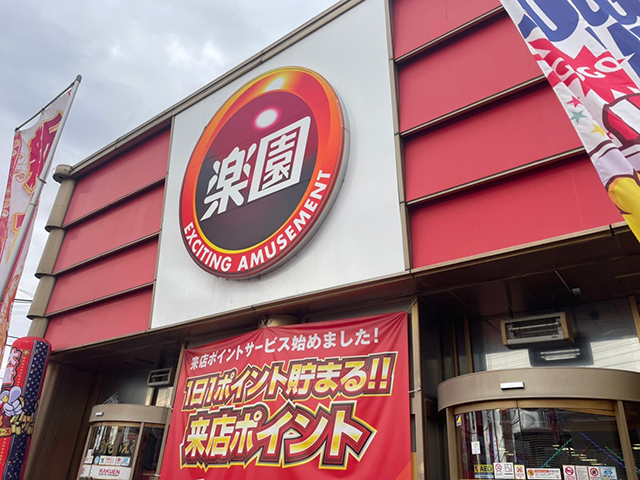 楽園
EXCITING AMUSEMENT
来店ポイントサービス始めました!
1日1ポイント貯まる!!
来店ポイント
RAKUEN